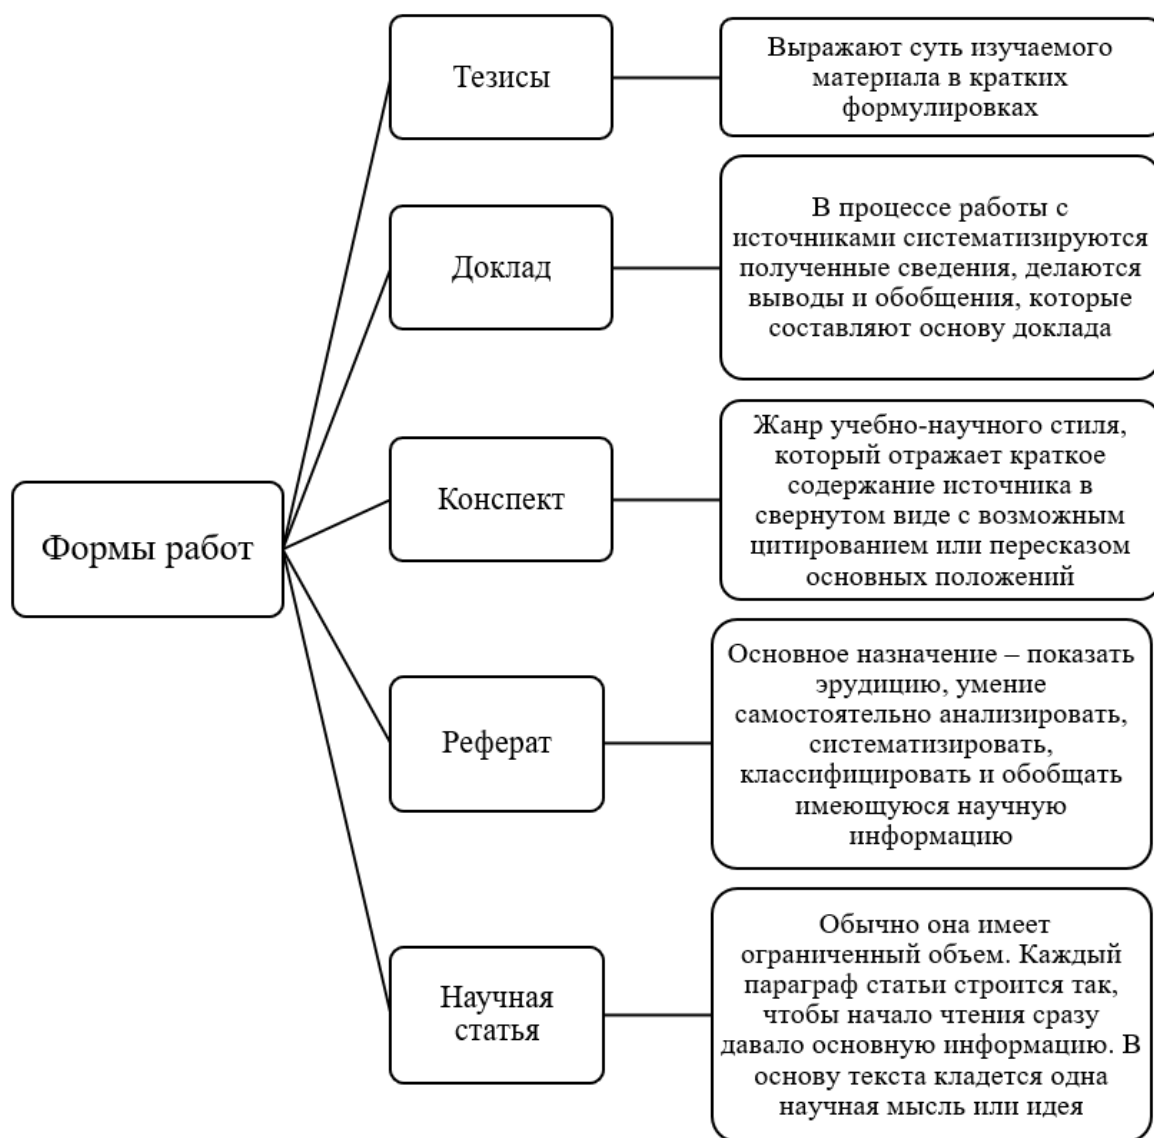 Тезисы
Выражают суть изучаемого
материала в кратких
формулировках
Доклад
В процессе работы с
источниками систематизируются
полученные сведения, делаются
выводы и обобщения, которые
составляют основу доклада
Формы работ
Конспект
Жанр учебно-научного стиля,
который отражает краткое
содержание источника в
свернутом виде с возможным
цитированием или пересказом
основных положений
Реферат
Основное назначение – показать
эрудицию, умение
самостоятельно анализировать,
систематизировать,
классифицировать и обобщать
имеющуюся научную
информацию
Научная
статья
Обычно она имеет
ограниченный объем. Каждый
параграф статьи строится так,
чтобы начало чтения сразу
давало основную информацию. В
основу текста кладется одна
научная мысль или идея